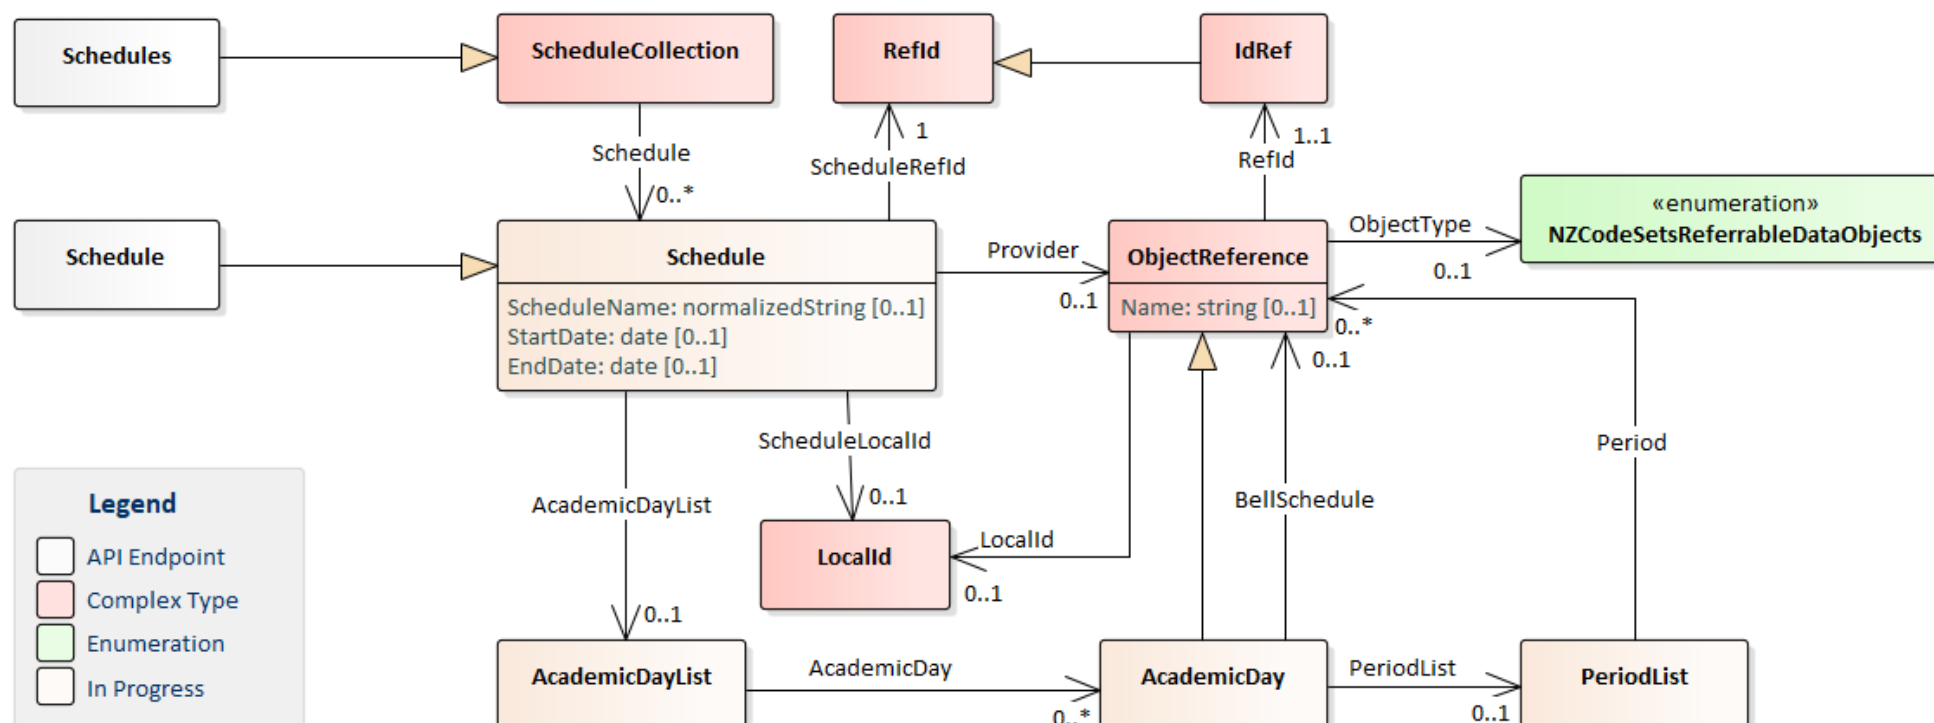 Schedules
ScheduleCollection
RefId
IdRef
1
1..1
Schedule
ScheduleRefId
RefId
0..*
«enumeration»
NZCodeSetsReferrableDataObjects
ObjectType
0..1
Schedule
Schedule
Provider
0..1
ObjectReference
ScheduleName: normalizedString [0..1]
StartDate: date [0..1]
EndDate: date [0..1]
Name: string [0..1]
0..*
0..1
ScheduleLocalId
Period
0..1
AcademicDayList
BellSchedule
LocalId
LocalId
0..1
0..1
Legend
API Endpoint
Complex Type
Enumeration
In Progress
AcademicDayList
AcademicDay
0..*
AcademicDay
PeriodList
0..1
PeriodList